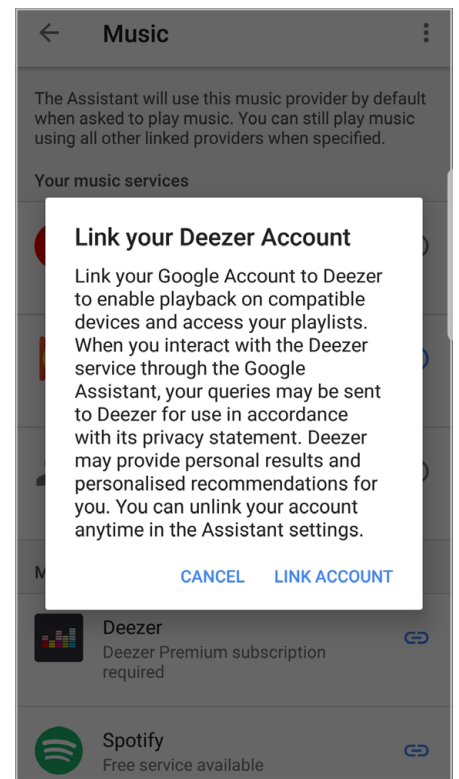 Music
The Assistant will use this music provider by default
when asked to play music. You can still play music
using all other linked providers when specified.
Your music services
Link your Deezer Account
Link your Google Account to Deezer
to enable playback on compatible
devices and access your playlists.
When you interact with the Deezer
service through the Google
Assistant, your queries may be sent
to Deezer for use in accordance
with its privacy statement. Deezer
may provide personal results and
personalised recommendations for
you. You can unlink your account
anytime in the Assistant settings.
CANCEL LINK ACCOUNT
M
Deezer
Deezer Premium subscription
required
Spotify
Free service available